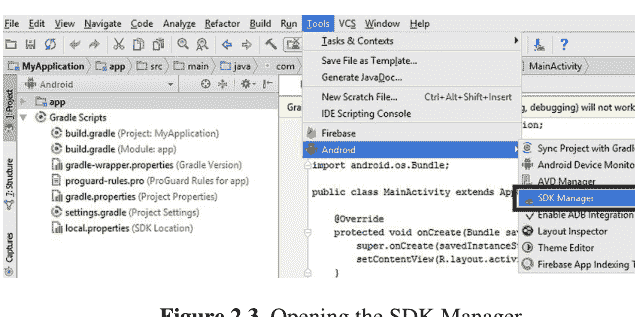 File Edit View Navigate Code Analyze Refactor Build Run Tools VCS Window Help
Tasks & Contexts
Save File as Template...
Generate JavaDoc...
New Scratch File... Ctrl+Alt+Shift+Insert
IDE Scripting Console
Firebase
Android
MyApplication app src main java com
MainActivity
Android
1: Project
app
Gradle Scripts
build.gradle (Project: MyApplication)
build.gradle (Module: app)
gradle-wrapper.properties (Gradle Version)
proguard-rules.pro (ProGuard Rules for app)
gradle.properties (Project Properties)
settings.gradle (Project Settings)
local.properties (SDK Location)
7: Structure
Captures
Gra
, debugging) will not work
ion;
import android.os.Bundle;
public class MainActivity extends App
@Override
protected void onCreate(Bundle sa
super.onCreate(savedInstanceS
setContentView(R.layout.activ
}
Sync Project with Gradl
Android Device Monito
AVD Manager
SDK Manager
Enable ADB Integration
Layout Inspector
Theme Editor
Firebase App Indexing T
Figure 2.3. Opening the SDK Manager